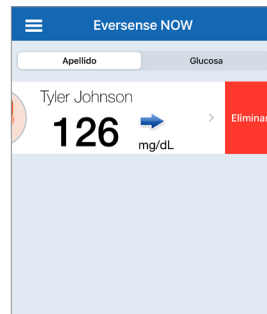 Eversense NOW
Apellido Glucosa
Tyler Johnson
126 mg/dL
Eliminar